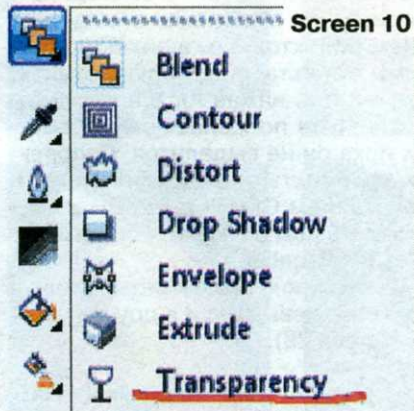 Screen 10
Blend
Contour
Distort
Drop Shadow
Envelope
Extrude
Transparency